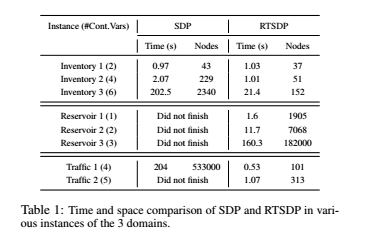 Instance (#Cont.Vars) SDP RTSDP
Time (s) Nodes Time (s) Nodes
Inventory 1 (2) 0.97 43 1.03 37
Inventory 2 (4) 2.07 229 1.01 51
Inventory 3 (6) 202.5 2340 21.4 152
Reservoir 1 (1) Did not finish 1.6 1905
Reservoir 2 (2) Did not finish 11.7 7068
Reservoir 3 (3) Did not finish 160.3 182000
Traffic 1 (4) 204 533000 0.53 101
Traffic 2 (5) Did not finish 1.07 313
Table 1: Time and space comparison of SDP and RTSDP in vari-
ous instances of the 3 domains.